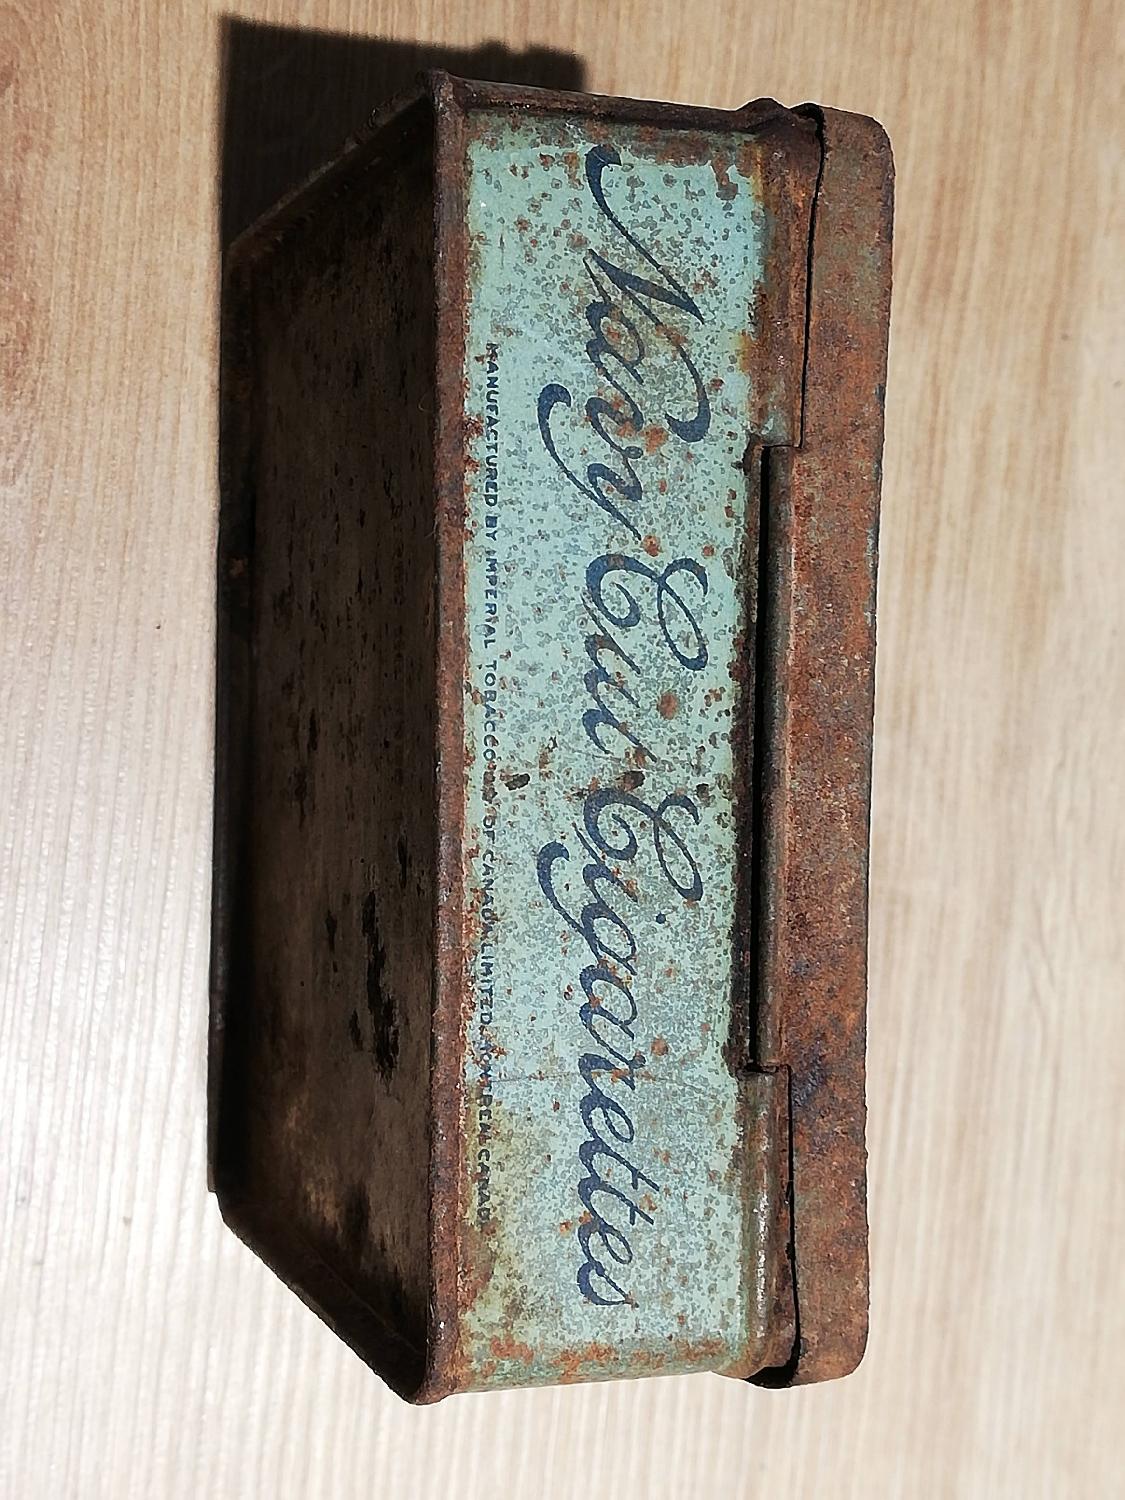 Navy Cut Cigarettes
MANUFACTURED BY IMPERIAL TOBACCO CO. OF CANADA, LIMITED, MONTREAL, CANADA.